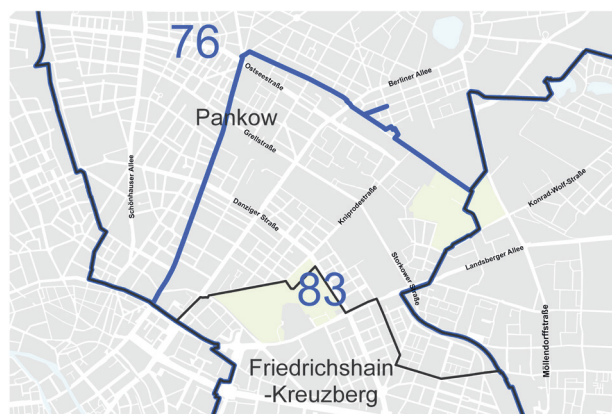 76
Ostseestraße
Berliner Allee
Pankow
Grellstraße
Schönhauser Allee
Danziger Straße
Kniprodestraße
Konrad-Wolf-Straße
Storkower Straße
Landsberger Allee
83
Möllendorffstraße
Friedrichshain
-Kreuzberg